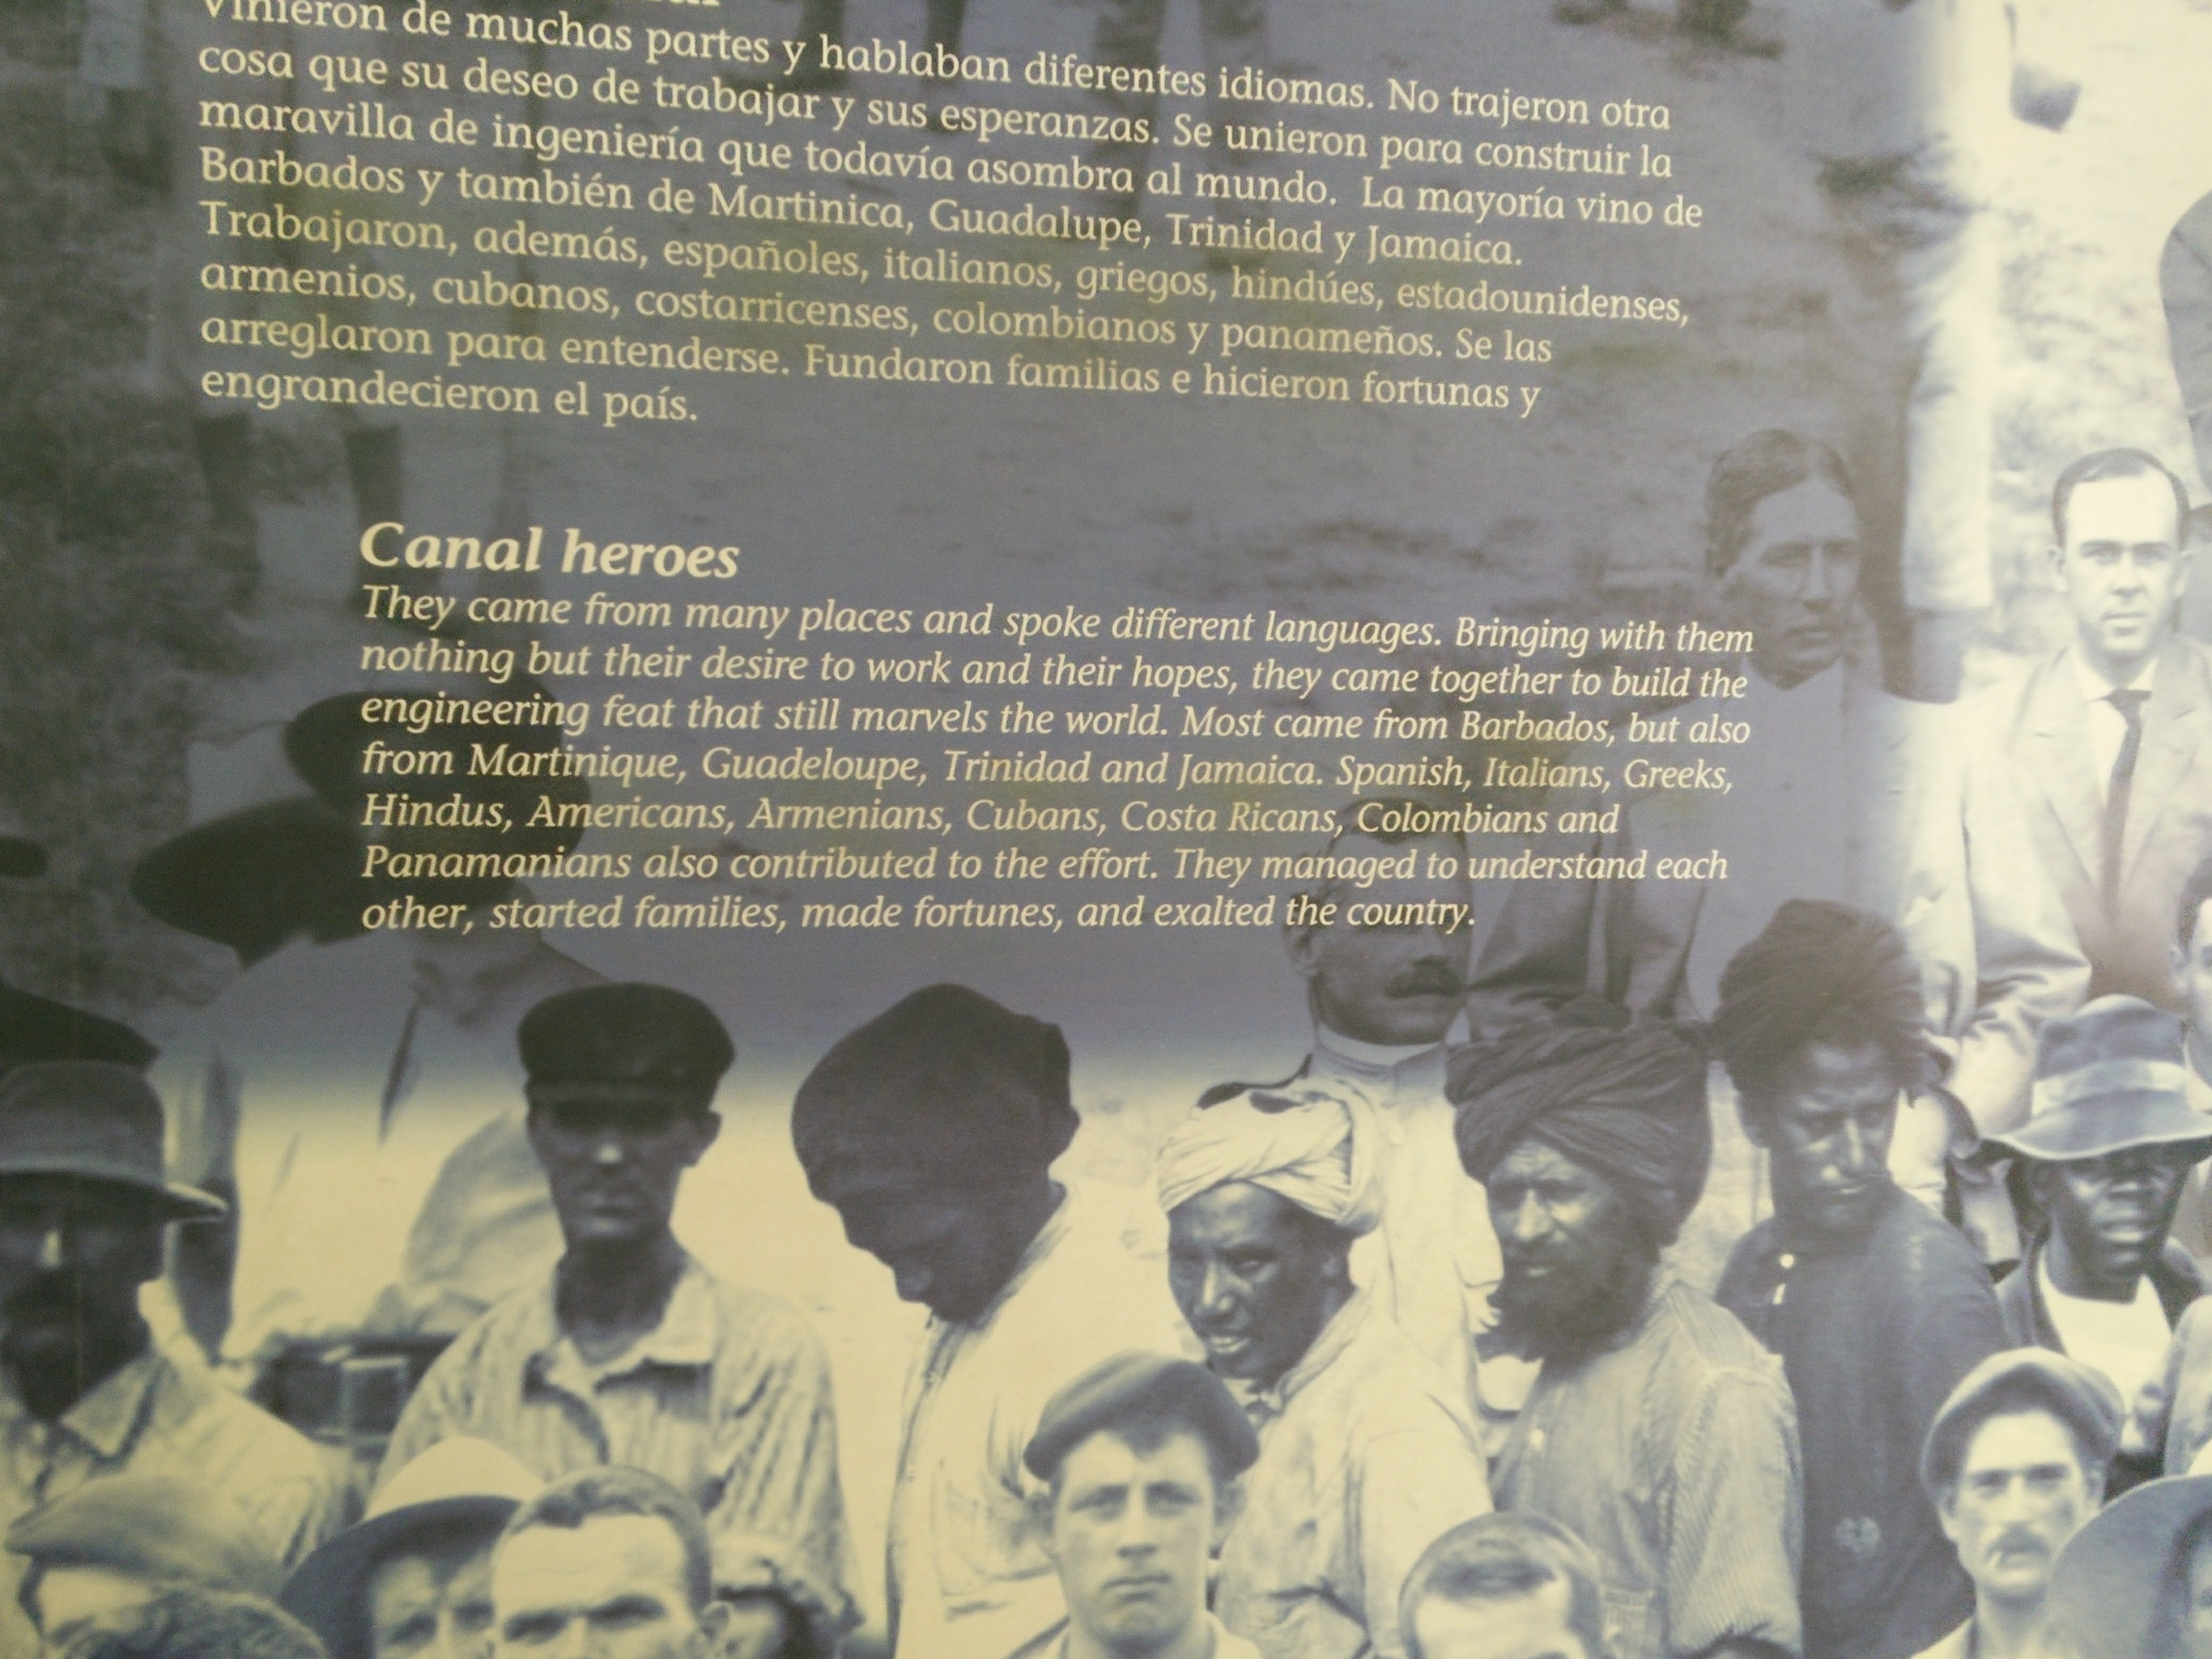 Vinieron de muchas partes y hablaban diferentes idiomas. No trajeron otra
cosa que su deseo de trabajar y sus esperanzas. Se unieron para construir la
maravilla de ingeniería que todavía asombra al mundo. La mayoría vino de
Barbados y también de Martinica, Guadalupe, Trinidad y Jamaica.
Trabajaron, además, españoles, italianos, griegos, hindúes, estadounidenses,
armenios, cubanos, costarricenses, colombianos y panameños. Se las
arreglaron para entenderse. Fundaron familias e hicieron fortunas y
engrandecieron el país.
Canal heroes
They came from many places and spoke different languages. Bringing with them
nothing but their desire to work and their hopes, they came together to build the
engineering feat that still marvels the world. Most came from Barbados, but also
from Martinique, Guadeloupe, Trinidad and Jamaica. Spanish, Italians, Greeks,
Hindus, Americans, Armenians, Cubans, Costa Ricans, Colombians and
Panamanians also contributed to the effort. They managed to understand each
other, started families, made fortunes, and exalted the country.